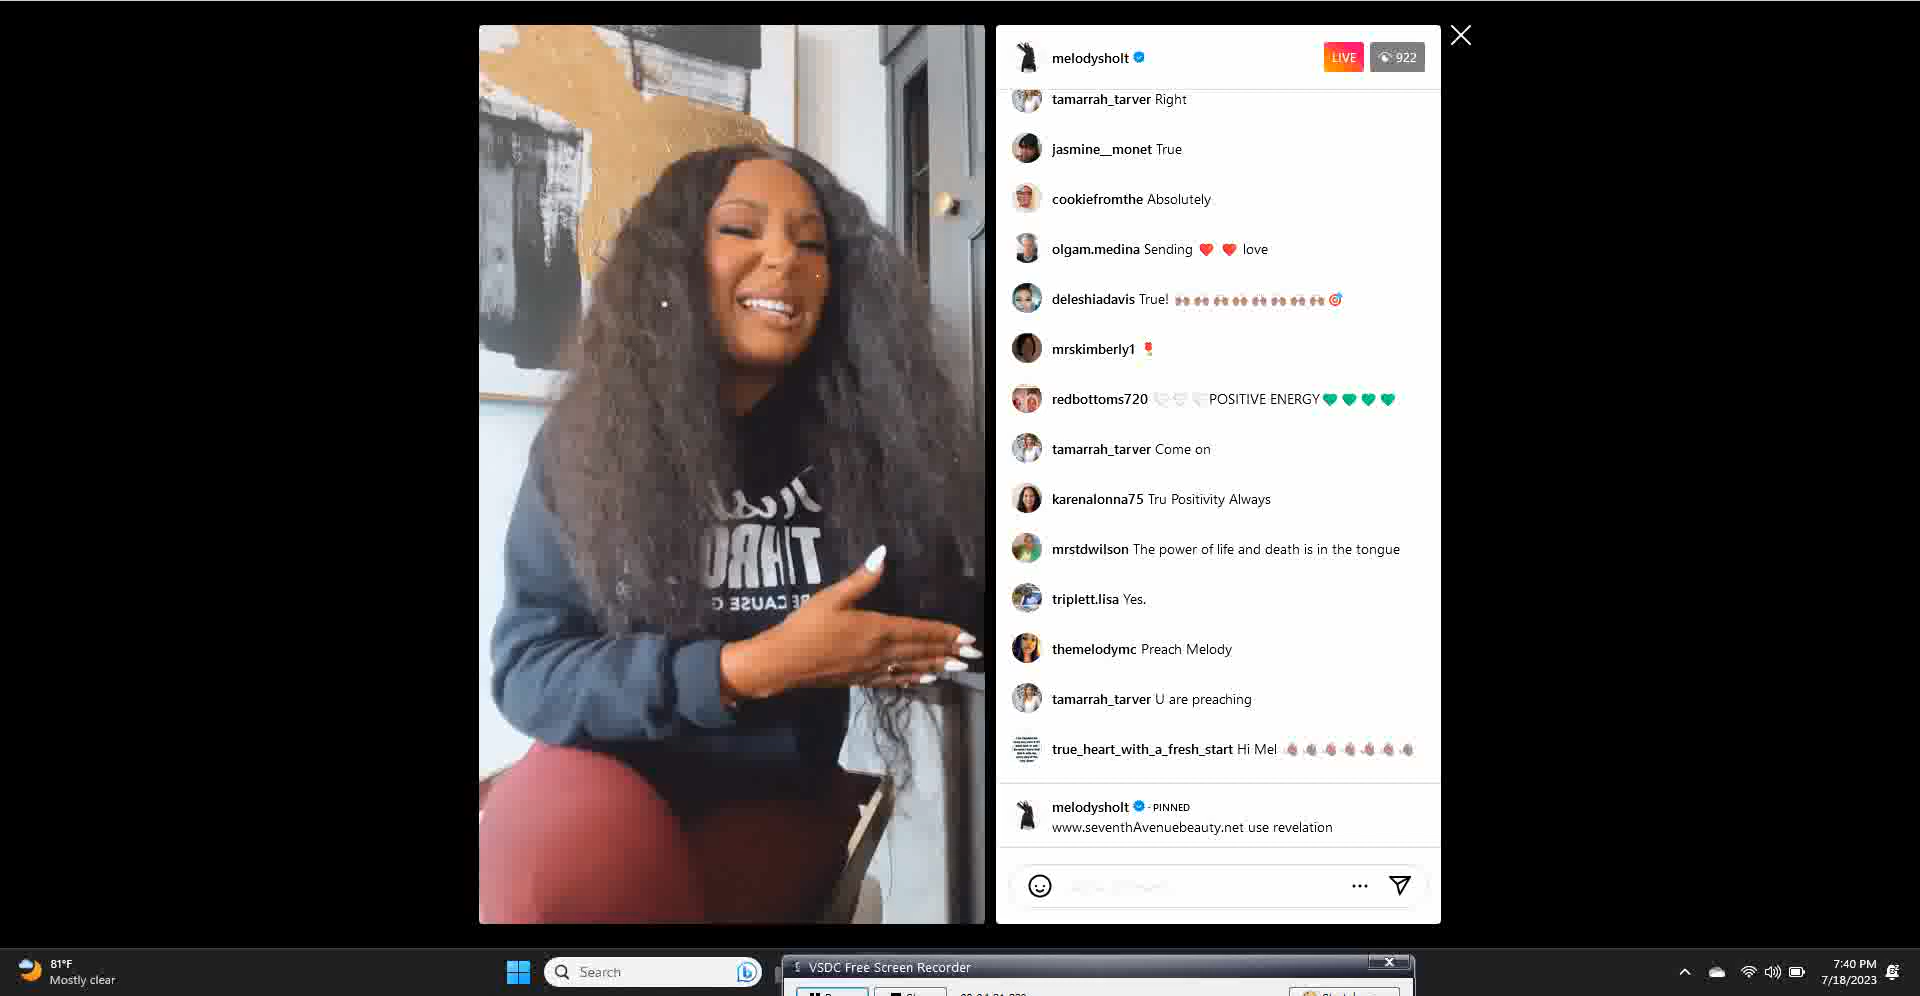 melodysholt
LIVE
922
tamarrah_tarver Right
jasmine__monet True
cookiefromthe Absolutely
olgam.medina Sending ❤️ ❤️ love
deleshiadavis True! 🙌🏽🙌🏽🙌🏽🙌🏽🙌🏽🙌🏽🙌🏽🙌🏽🎯
mrskimberly1 🌹
redbottoms720 POSITIVE ENERGY💚💚💚💚
tamarrah_tarver Come on
karenalonna75 Tru Positivity Always
mrstdwilson The power of life and death is in the tongue
triplett.lisa Yes.
themelodymc Preach Melody
tamarrah_tarver U are preaching
true_heart_with_a_fresh_start Hi Mel
melodysholt · PINNED
www.seventhAvenuebeauty.net use revelation
BECAUSE G
81°F
Mostly clear
Search
VSDC Free Screen Recorder
7:40 PM
7/18/2023